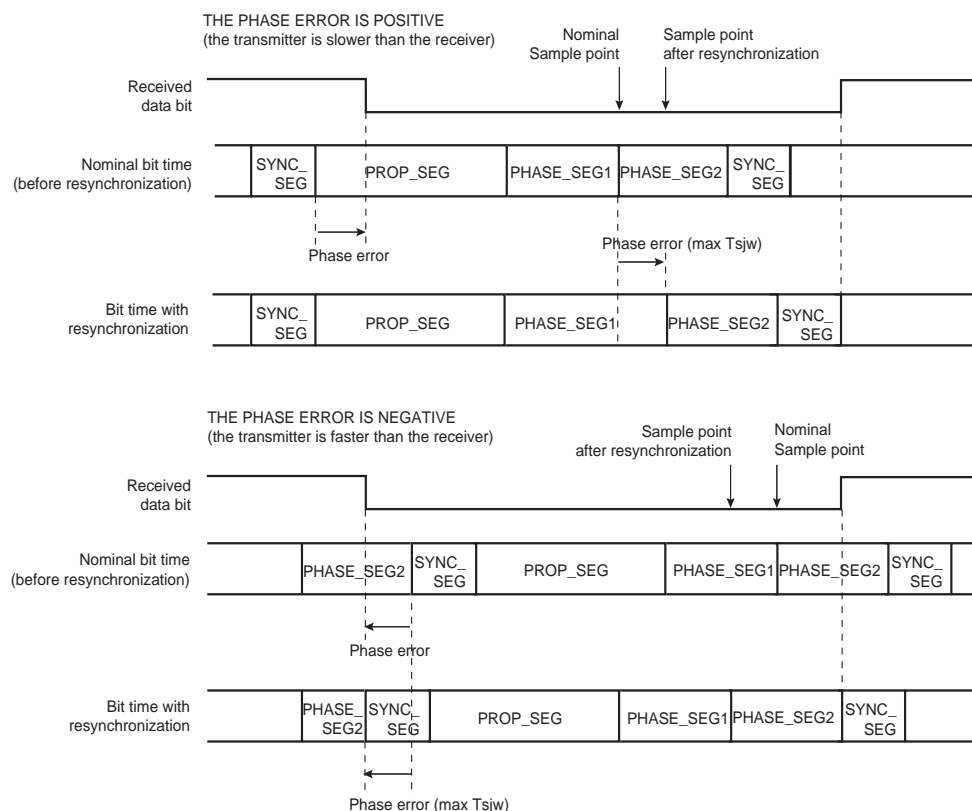 THE PHASE ERROR IS POSITIVE
(the transmitter is slower than the receiver)
Nominal
Sample point
Sample point
after resynchronization
Received
data bit
Nominal bit time
(before resynchronization)
SYNC_
SEG
PROP_SEG
PHASE_SEG1
PHASE_SEG2
SYNC_
SEG
Phase error
Phase error (max Tsjw)
Bit time with
resynchronization
SYNC_
SEG
PROP_SEG
PHASE_SEG1
PHASE_SEG2
SYNC_
SEG
THE PHASE ERROR IS NEGATIVE
(the transmitter is faster than the receiver)
Sample point
after resynchronization
Nominal
Sample point
Received
data bit
Nominal bit time
(before resynchronization)
PHASE_SEG2
SYNC_
SEG
PROP_SEG
PHASE_SEG1
PHASE_SEG2
SYNC_
SEG
Phase error
Bit time with
resynchronization
PHASE_
SEG2
SYNC_
SEG
PROP_SEG
PHASE_SEG1
PHASE_SEG2
SYNC_
SEG
Phase error (max Tsjw)